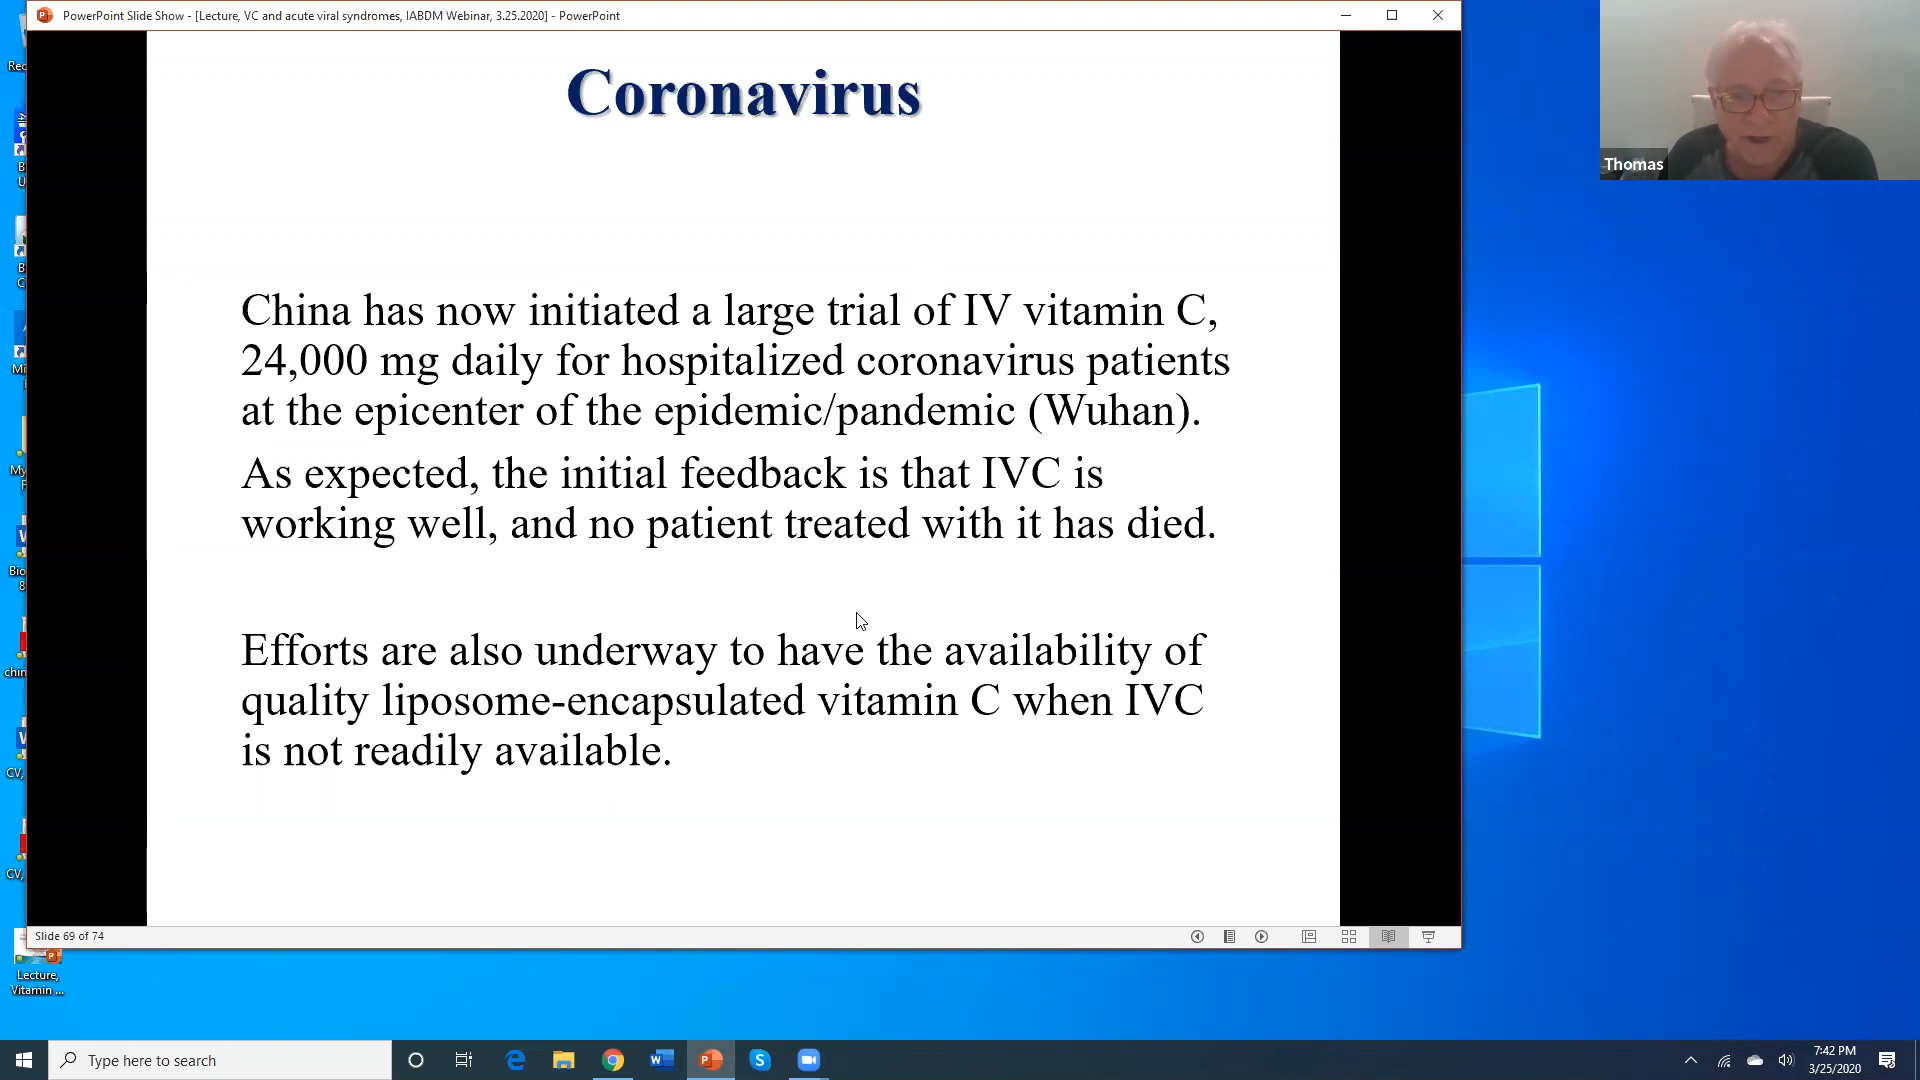 PowerPoint Slide Show - [Lecture, VC and acute viral syndromes, IABDM Webinar, 3.25.2020] - PowerPoint
Coronavirus
China has now initiated a large trial of IV vitamin C,
24,000 mg daily for hospitalized coronavirus patients
at the epicenter of the epidemic/pandemic (Wuhan).
As expected, the initial feedback is that IVC is
working well, and no patient treated with it has died.
Efforts are also underway to have the availability of
quality liposome-encapsulated vitamin C when IVC
is not readily available.
Slide 69 of 74
Thomas
Lecture,
Vitamin ...
Type here to search
7:42 PM
3/25/2020